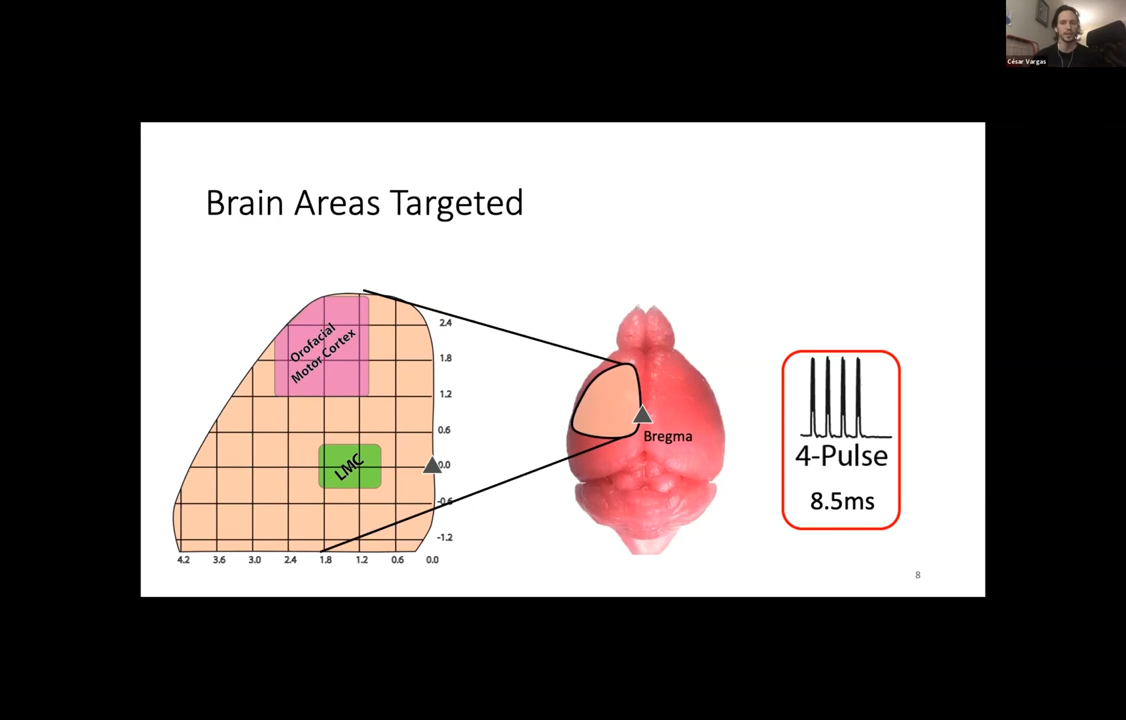 César Vargas
Brain Areas Targeted
Orofacial
Motor Cortex
LMC
2.4
1.8
1.2
0.6
0.0
-0.6
-1.2
4.2 3.6 3.0 2.4 1.8 1.2 0.6 0.0
Bregma
4-Pulse
8.5ms
8